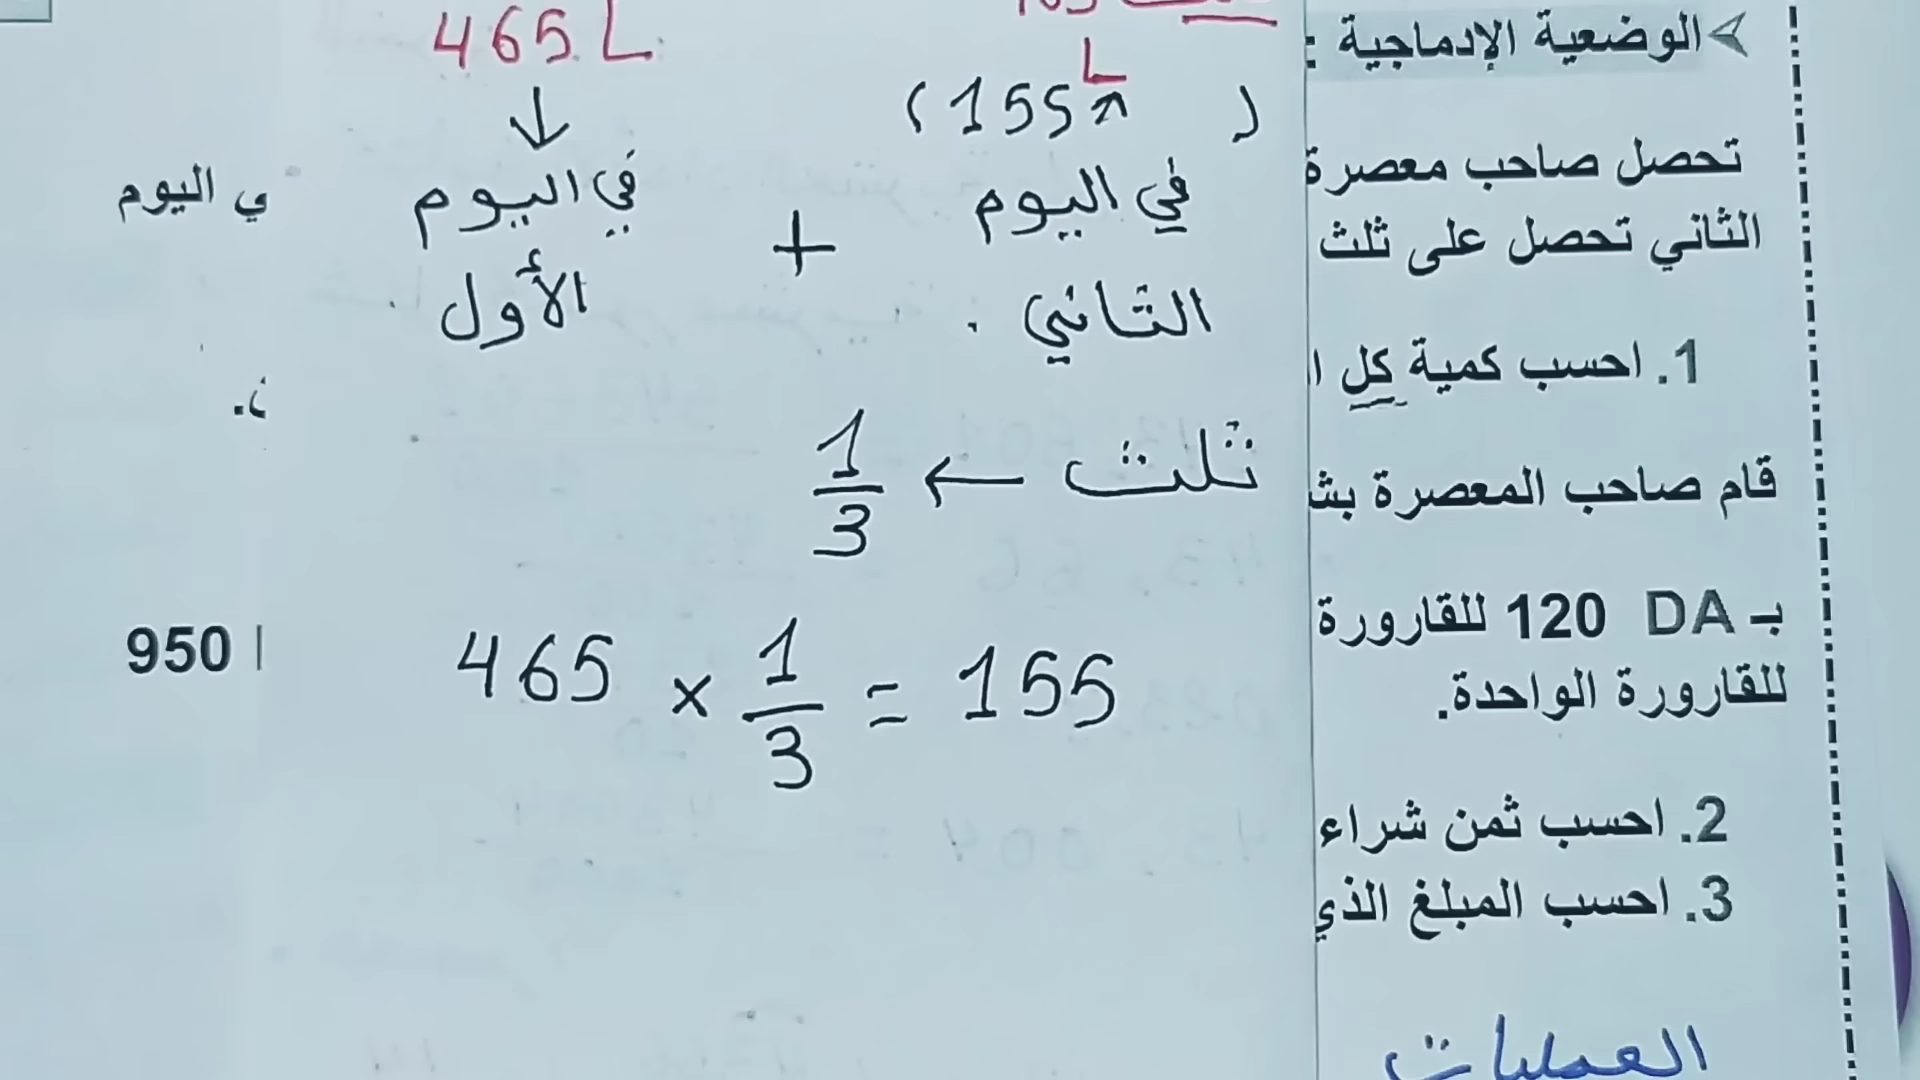 الوضعية الإدماجية :
تحصل صاحب معصرة
الثاني تحصل على ثلث
1. احسب كمية كل
قام صاحب المعصرة
بـ 120 DA للقارورة
للقارورة الواحدة.
2. احسب ثمن شراء
3. احسب المبلغ الذي
العمليات
465 L
L
(155 )
في اليوم + في اليوم
الثاني . الأول
ثلث ← 1/3
465 × 1/3 = 155
ي اليوم
950